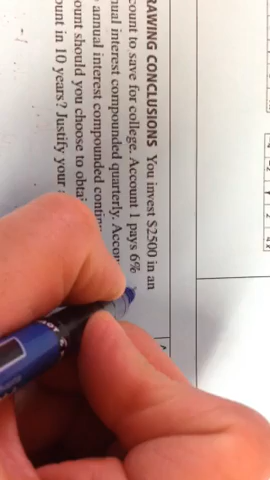 RAWING CONCLUSIONS You invest $2500 in an
count to save for college. Account 1 pays 6%
nual interest compounded quarterly. Accou
annual interest compounded contin
ount should you choose to obtai
ount in 10 years? Justify your